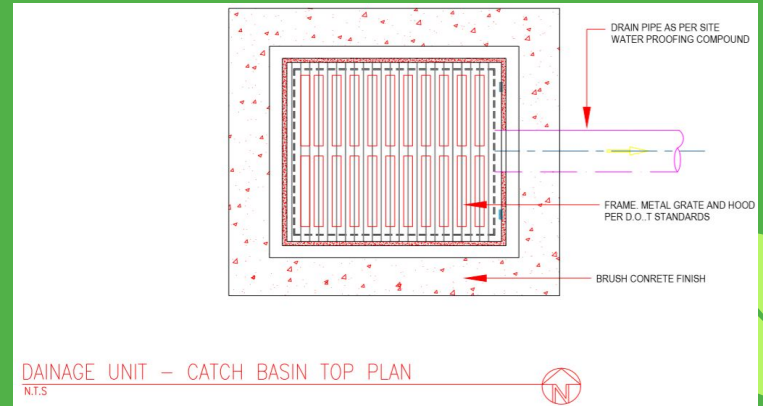 DRAIN PIPE AS PER SITE
WATER PROOFING COMPOUND
FRAME. METAL GRATE AND HOOD
PER D.O..T STANDARDS
BRUSH CONRETE FINISH
DAINAGE UNIT – CATCH BASIN TOP PLAN
N.T.S
N